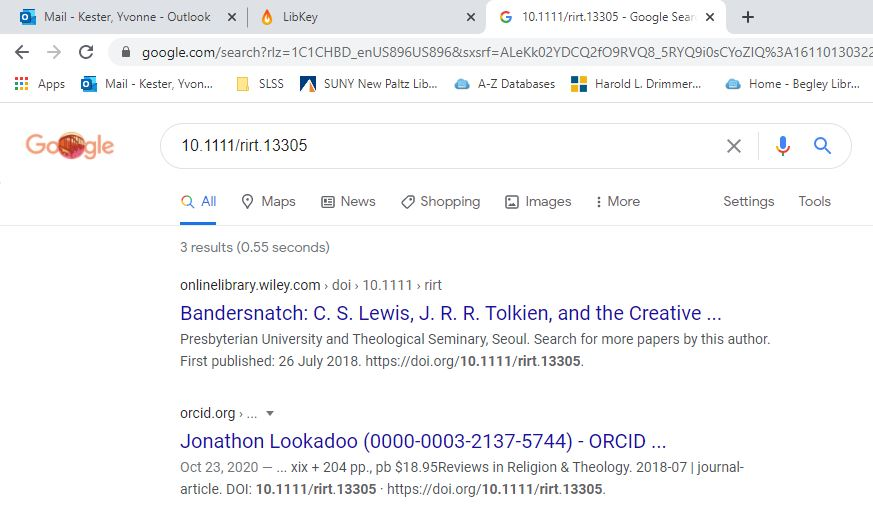 Mail - Kester, Yvonne - Outlook
LibKey
10.1111/rirt.13305 - Google Sear
google.com/search?rlz=1C1CHBD_enUS896US896&sxsrf=ALeKk02YDCQ2fO9RVQ8_5RYQ9i0sCYoZIQ%3A16110130322
Apps Mail - Kester, Yvon... SLSS SUNY New Paltz Lib... A-Z Databases Harold L. Drimmer... Home - Begley Libr...
Google
10.1111/rirt.13305
All Maps News Shopping Images More Settings Tools
3 results (0.55 seconds)
onlinelibrary.wiley.com › doi › 10.1111 › rirt
Bandersnatch: C. S. Lewis, J. R. R. Tolkien, and the Creative ...
Presbyterian University and Theological Seminary, Seoul. Search for more papers by this author.
First published: 26 July 2018. https://doi.org/10.1111/rirt.13305.
orcid.org › ...
Jonathon Lookadoo (0000-0003-2137-5744) - ORCID ...
Oct 23, 2020 — ... xix + 204 pp., pb $18.95Reviews in Religion & Theology. 2018-07 | journal-
article. DOI: 10.1111/rirt.13305 · https://doi.org/10.1111/rirt.13305.